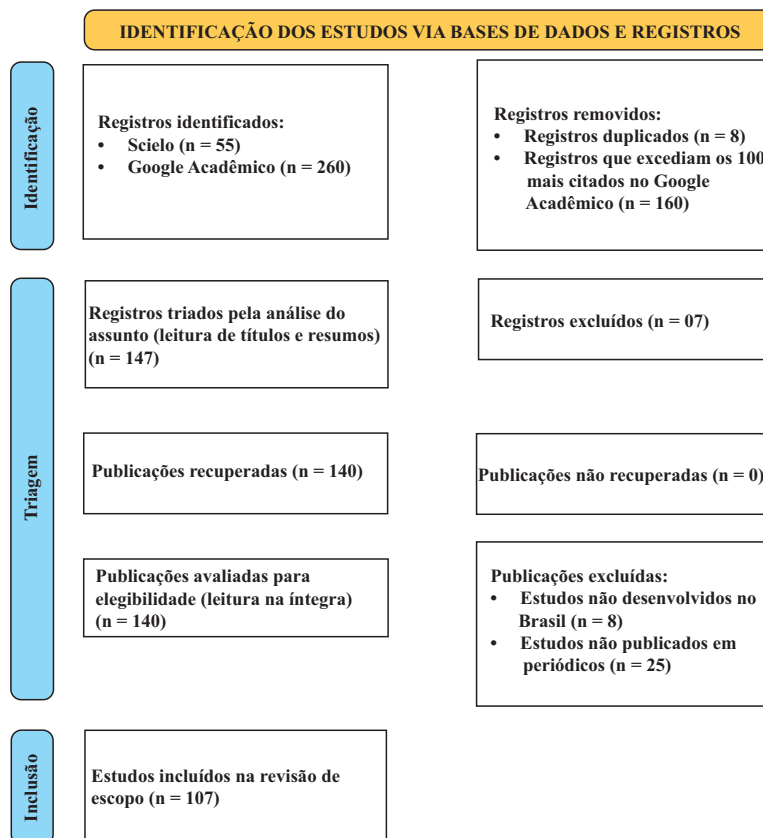 IDENTIFICAÇÃO DOS ESTUDOS VIA BASES DE DADOS E REGISTROS
Identificação
Registros identificados:
• Scielo (n = 55)
• Google Acadêmico (n = 260)
Registros removidos:
• Registros duplicados (n = 8)
• Registros que excediam os 100
mais citados no Google
Acadêmico (n = 160)
Triagem
Registros triados pela análise do
assunto (leitura de títulos e resumos)
(n = 147)
Registros excluídos (n = 07)
Publicações recuperadas (n = 140)
Publicações não recuperadas (n = 0)
Publicações avaliadas para
elegibilidade (leitura na íntegra)
(n = 140)
Publicações excluídas:
• Estudos não desenvolvidos no
Brasil (n = 8)
• Estudos não publicados em
periódicos (n = 25)
Inclusão
Estudos incluídos na revisão de
escopo (n = 107)